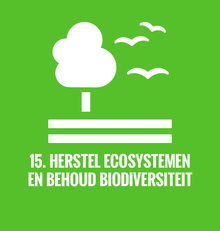 15. HERSTEL ECOSYSTEMEN
EN BEHOUD BIODIVERSITEIT